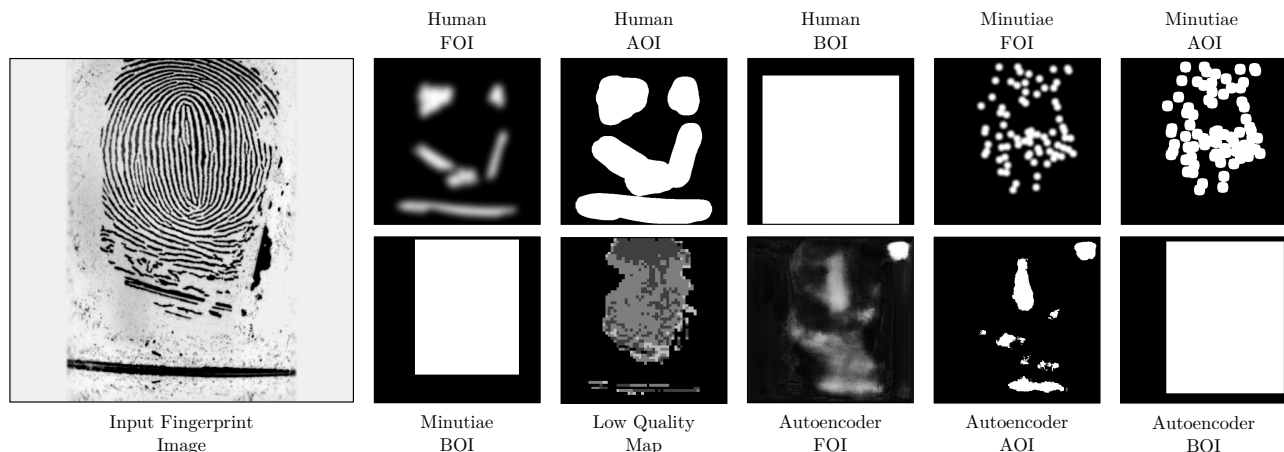 Human
FOI
Human
AOI
Human
BOI
Minutiae
FOI
Minutiae
AOI
Input Fingerprint
Image
Minutiae
BOI
Low Quality
Map
Autoencoder
FOI
Autoencoder
AOI
Autoencoder
BOI